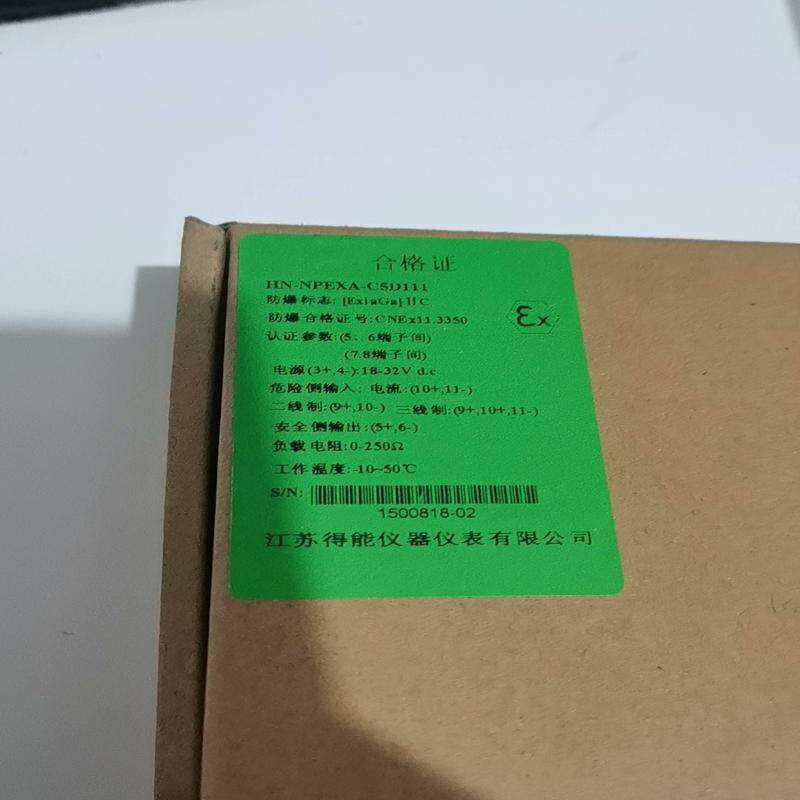 合格证
HN-NPEXA-C5D111
防爆标志: [ExiaGa]IIC
防爆合格证号:CNEx11.3350
Ex
认证参数:(5、6端子间)
(7.8端子间)
电源(3+,4-):18-32V d.c
危险侧输入: 电流:(10+,11-)
二线制:(9+,10-) 三线制:(9+,10+,11-)
安全侧输出:(5+,6-)
负载电阻:0-250Ω
工作温度:-10~50℃
S/N:
1500818-02
江苏得能仪器仪表有限公司